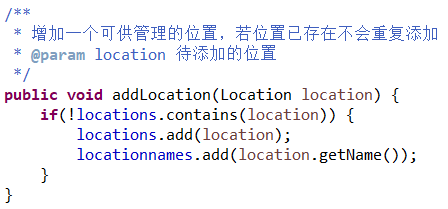 /**
 * 增加一个可供管理的位置，若位置已存在不会重复添加
 * @param location 待添加的位置
 */
public void addLocation(Location location) {
    if(!locations.contains(location)) {
        locations.add(location);
        locationnames.add(location.getName());
    }
}